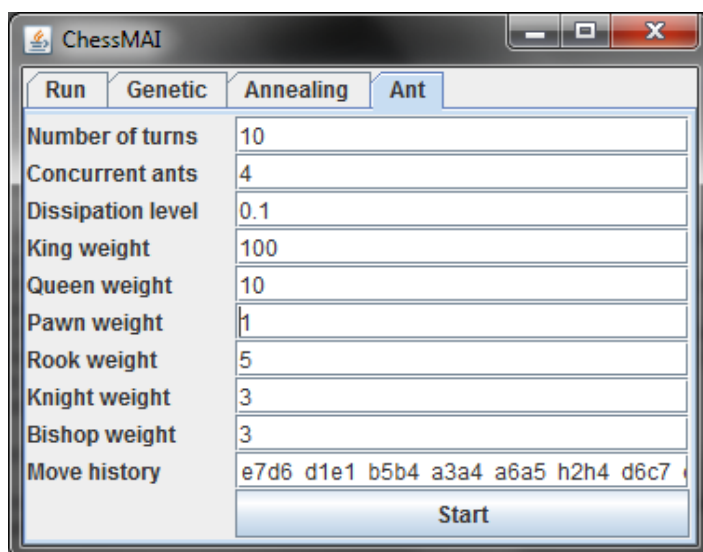 ChessMAI
Run Genetic Annealing Ant
Number of turns 10
Concurrent ants 4
Dissipation level 0.1
King weight 100
Queen weight 10
Pawn weight 1
Rook weight 5
Knight weight 3
Bishop weight 3
Move history e7d6 d1e1 b5b4 a3a4 a6a5 h2h4 d6c7
Start